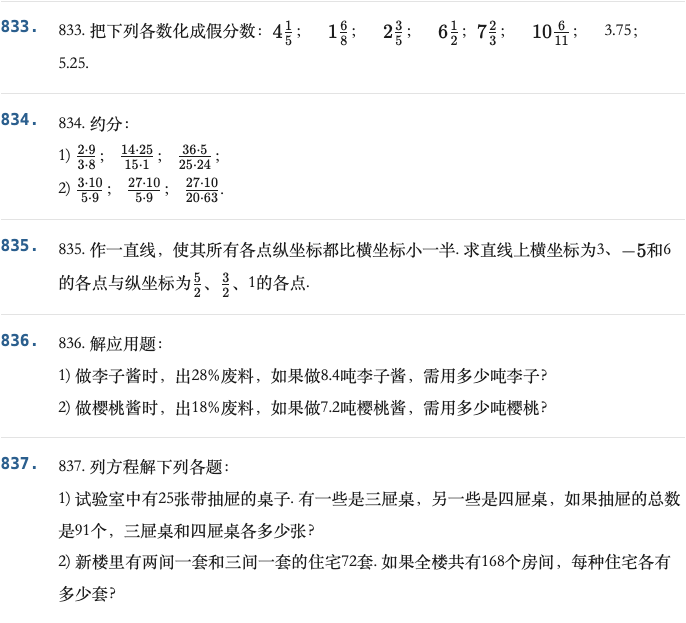 833. 833. 把下列各数化成假分数：4 1/5； 1 6/8； 2 3/5； 6 1/2；7 2/3； 10 6/11； 3.75；
5.25.
834. 834. 约分：
1) 2·9/3·8； 14·25/15·1； 36·5/25·24；
2) 3·10/5·9； 27·10/5·9； 27·10/20·63.
835. 835. 作一直线，使其所有各点纵坐标都比横坐标小一半. 求直线上横坐标为3、−5和6
的各点与纵坐标为5/2、3/2、1的各点.
836. 836. 解应用题：
1) 做李子酱时，出28%废料，如果做8.4吨李子酱，需用多少吨李子?
2) 做樱桃酱时，出18%废料，如果做7.2吨樱桃酱，需用多少吨樱桃?
837. 837. 列方程解下列各题：
1) 试验室中有25张带抽屉的桌子. 有一些是三屉桌，另一些是四屉桌，如果抽屉的总数
是91个，三屉桌和四屉桌各多少张?
2) 新楼里有两间一套和三间一套的住宅72套. 如果全楼共有168个房间，每种住宅各有
多少套?